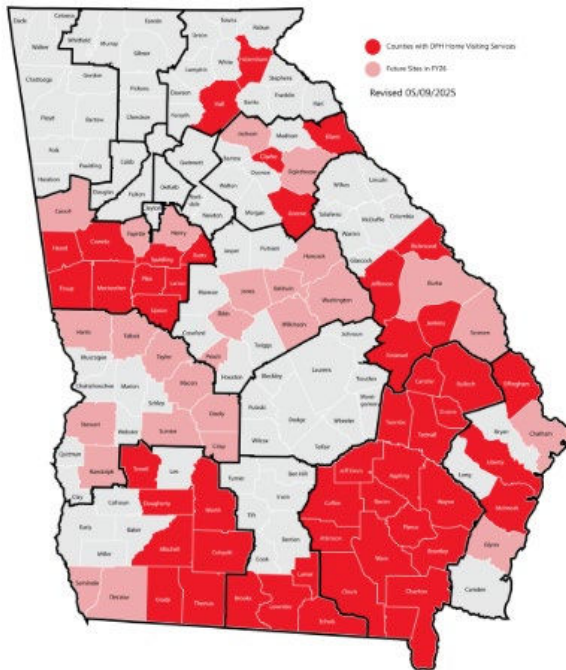 Counties with DPH Home Visiting Services
Future Sites in FY26
Revised 05/09/2025
Dade
Catoosa
Fannin
Towns
Rabun
Union
Whitfield
Murray
Gilmer
Walker
Habersham
White
Lumpkin
Stephens
Chattooga
Gordon
Pickens
Dawson
Hall
Banks
Franklin
Hart
Floyd
Bartow
Cherokee
Forsyth
Jackson
Madison
Elbert
Polk
Paulding
Cobb
Gwinnett
Barrow
Clarke
Oglethorpe
Oconee
Haralson
Douglas
Fulton
DeKalb
Walton
Wilkes
Lincoln
Rock-
dale
Newton
Morgan
Greene
Taliaferro
McDuffie
Columbia
Carroll
Clayton
Fayette
Henry
Warren
Richmond
Heard
Coweta
Spalding
Butts
Jasper
Putnam
Hancock
Glascock
Jefferson
Burke
Troup
Meriwether
Pike
Lamar
Monroe
Jones
Baldwin
Washington
Upson
Bibb
Wilkinson
Jenkins
Screven
Harris
Talbot
Crawford
Twiggs
Johnson
Emanuel
Taylor
Peach
Houston
Muscogee
Bleckley
Laurens
Candler
Bulloch
Effingham
Chattahoochee
Marion
Macon
Treutlen
Schley
Pulaski
Mont-
gomery
Evans
Dooly
Dodge
Wheeler
Toombs
Tattnall
Bryan
Chatham
Stewart
Webster
Sumter
Crisp
Wilcox
Telfair
Quitman
Randolph
Terrell
Lee
Turner
Ben Hill
Jeff Davis
Appling
Long
Liberty
Clay
Calhoun
Dougherty
Worth
Irwin
Coffee
Bacon
Wayne
McIntosh
Early
Baker
Tift
Pierce
Mitchell
Colquitt
Berrien
Atkinson
Ware
Brantley
Glynn
Miller
Cook
Lanier
Seminole
Decatur
Grady
Thomas
Brooks
Lowndes
Clinch
Charlton
Camden
Echols